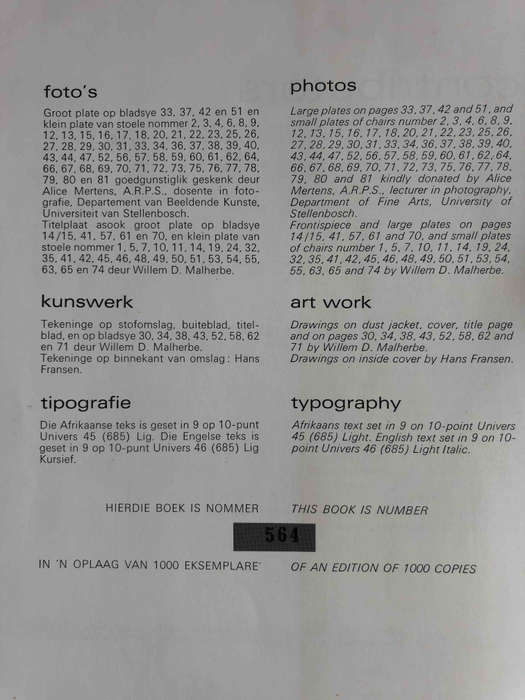 foto's
Groot plate op bladsye 33, 37, 42 en 51 en
klein plate van stoele nommer 2, 3, 4, 6, 8, 9,
12, 13, 15, 16, 17, 18, 20, 21, 22, 23, 25, 26,
27, 28, 29, 30, 31, 33, 34, 36, 37, 38, 39, 40,
43, 44, 47, 52, 56, 57, 58, 59, 60, 61, 62, 64,
66, 67, 68, 69, 70, 71, 72, 73, 75, 76, 77, 78,
79, 80 en 81 goedgunstiglik geskenk deur
Alice Mertens, A.R.P.S., dosente in foto-
grafie, Departement van Beeldende Kunste,
Universiteit van Stellenbosch.
Titelplaat asook groot plate op bladsye
14/15, 41, 57, 61 en 70, en klein plate van
stoele nommer 1, 5, 7, 10, 11, 14, 19, 24, 32,
35, 41, 42, 45, 46, 48, 49, 50, 51, 53, 54, 55,
63, 65 en 74 deur Willem D. Malherbe.
kunswerk
Tekeninge op stofomslag, buiteblad, titel-
blad, en op bladsye 30, 34, 38, 43, 52, 58, 62
en 71 deur Willem D. Malherbe.
Tekeninge op binnekant van omslag: Hans
Fransen.
tipografie
Die Afrikaanse teks is geset in 9 op 10-punt
Univers 45 (685) Lig. Die Engelse teks is
geset in 9 op 10-punt Univers 46 (685) Lig
Kursief.
photos
Large plates on pages 33, 37, 42 and 51, and
small plates of chairs number 2, 3, 4, 6, 8, 9,
12, 13, 15, 16, 17, 18, 20, 21, 22, 23, 25, 26,
27, 28, 29, 30, 31, 33, 34, 36, 37, 38, 39, 40,
43, 44, 47, 52, 56, 57, 58, 59, 60, 61, 62, 64,
66, 67, 68, 69, 70, 71, 72, 73, 75, 76, 77, 78,
79, 80 and 81 kindly donated by Alice
Mertens, A.R.P.S., lecturer in photography,
Department of Fine Arts, University of
Stellenbosch.
Frontispiece and large plates on pages
14/15, 41, 57, 61 and 70, and small plates
of chairs number 1, 5, 7, 10, 11, 14, 19, 24,
32, 35, 41, 42, 45, 46, 48, 49, 50, 51, 53, 54,
55, 63, 65 and 74 by Willem D. Malherbe.
art work
Drawings on dust jacket, cover, title page
and on pages 30, 34, 38, 43, 52, 58, 62 and
71 by Willem D. Malherbe.
Drawings on inside cover by Hans Fransen.
typography
Afrikaans text set in 9 on 10-point Univers
45 (685) Light. English text set in 9 on 10-
point Univers 46 (685) Light Italic.
HIERDIE BOEK IS NOMMER
THIS BOOK IS NUMBER
564
IN 'N OPLAAG VAN 1000 EKSEMPLARE
OF AN EDITION OF 1000 COPIES